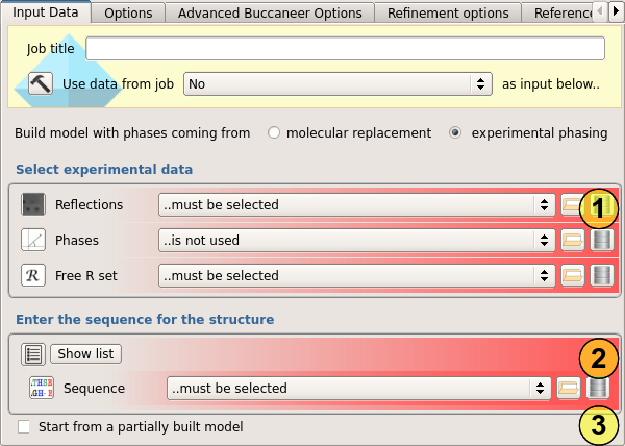 Input Data Options Advanced Buccaneer Options Refinement options Reference
Job title
Use data from job No as input below..
Build model with phases coming from molecular replacement experimental phasing
Select experimental data
Reflections ..must be selected 1
Phases ..is not used
R Free R set ..must be selected
Enter the sequence for the structure
Show list 2
.THSE
.GH-E Sequence ..must be selected
Start from a partially built model 3